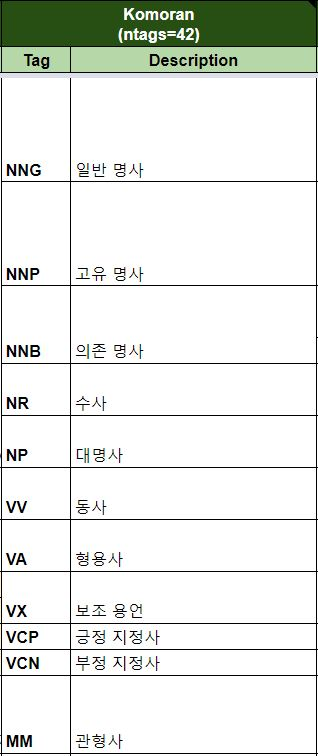 Komoran
(ntags=42)
Tag Description
NNG 일반 명사
NNP 고유 명사
NNB 의존 명사
NR 수사
NP 대명사
VV 동사
VA 형용사
VX 보조 용언
VCP 긍정 지정사
VCN 부정 지정사
MM 관형사